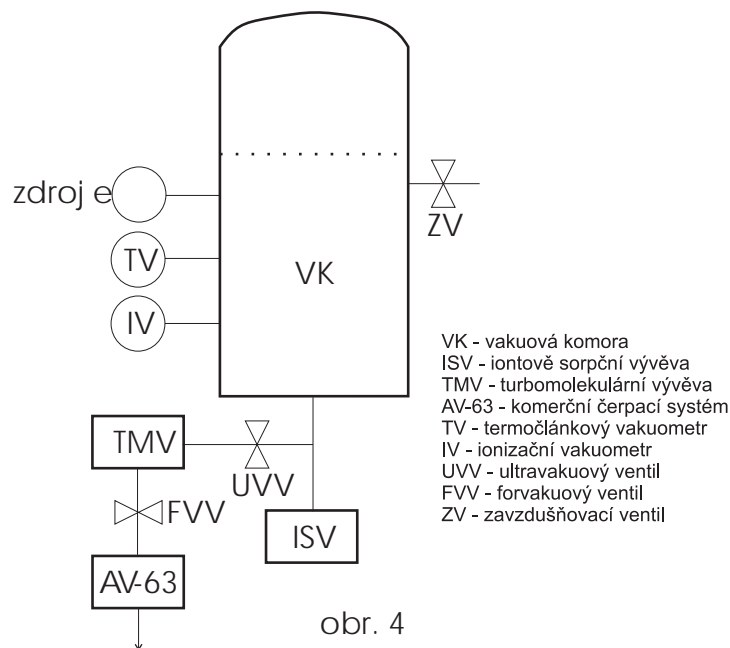 zdroj e
ZV
TV
VK
IV
VK - vakuová komora
ISV - iontově sorpční vývěva
TMV - turbomolekulární vývěva
AV-63 - komerční čerpací systém
TV - termočlánkový vakuometr
IV - ionizační vakuometr
UVV - ultravakuový ventil
FVV - forvakuový ventil
ZV - zavzdušňovací ventil
TMV
UVV
FVV
ISV
AV-63
obr. 4